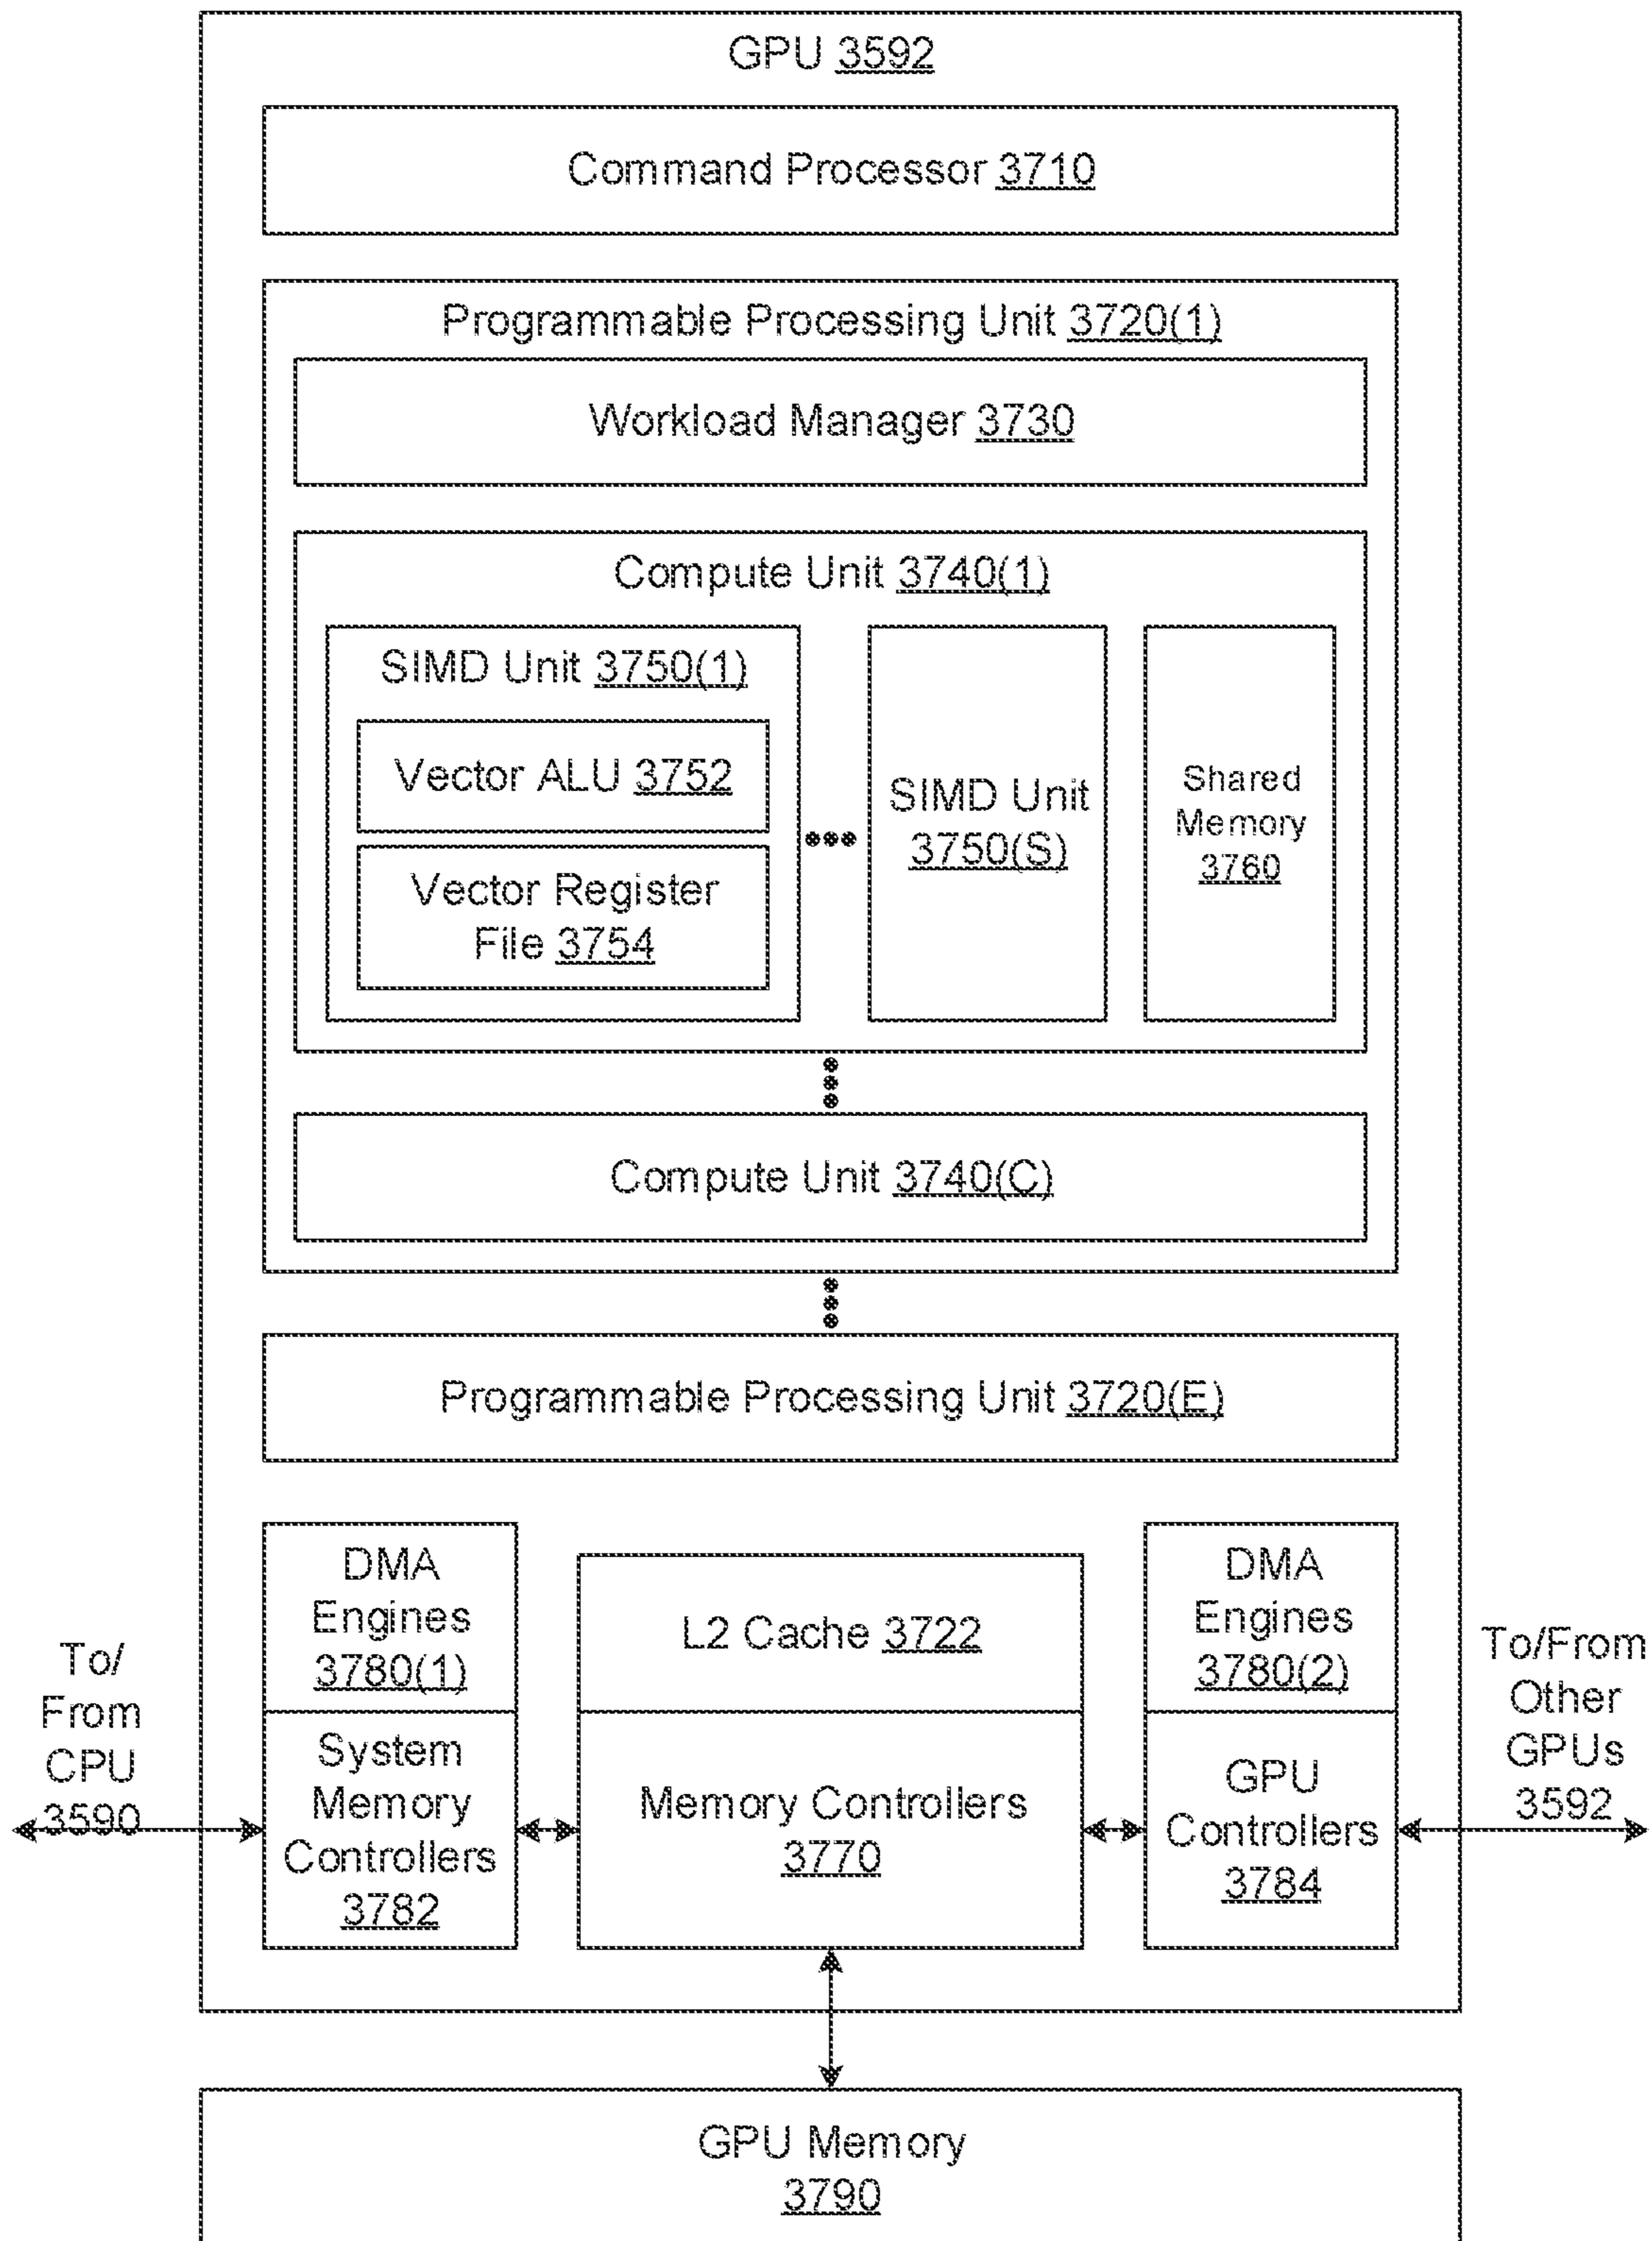 GPU 3592
Command Processor 3710
Programmable Processing Unit 3720(1)
Workload Manager 3730
Compute Unit 3740(1)
SIMD Unit 3750(1)
Vector ALU 3752
Vector Register
File 3754
SIMD Unit
3750(S)
Shared
Memory
3760
Compute Unit 3740(C)
Programmable Processing Unit 3720(E)
To/
From
CPU
3590
DMA
Engines
3780(1)
System
Memory
Controllers
3782
L2 Cache 3722
Memory Controllers
3770
DMA
Engines
3780(2)
GPU
Controllers
3784
To/From
Other
GPUs
3592
GPU Memory
3790